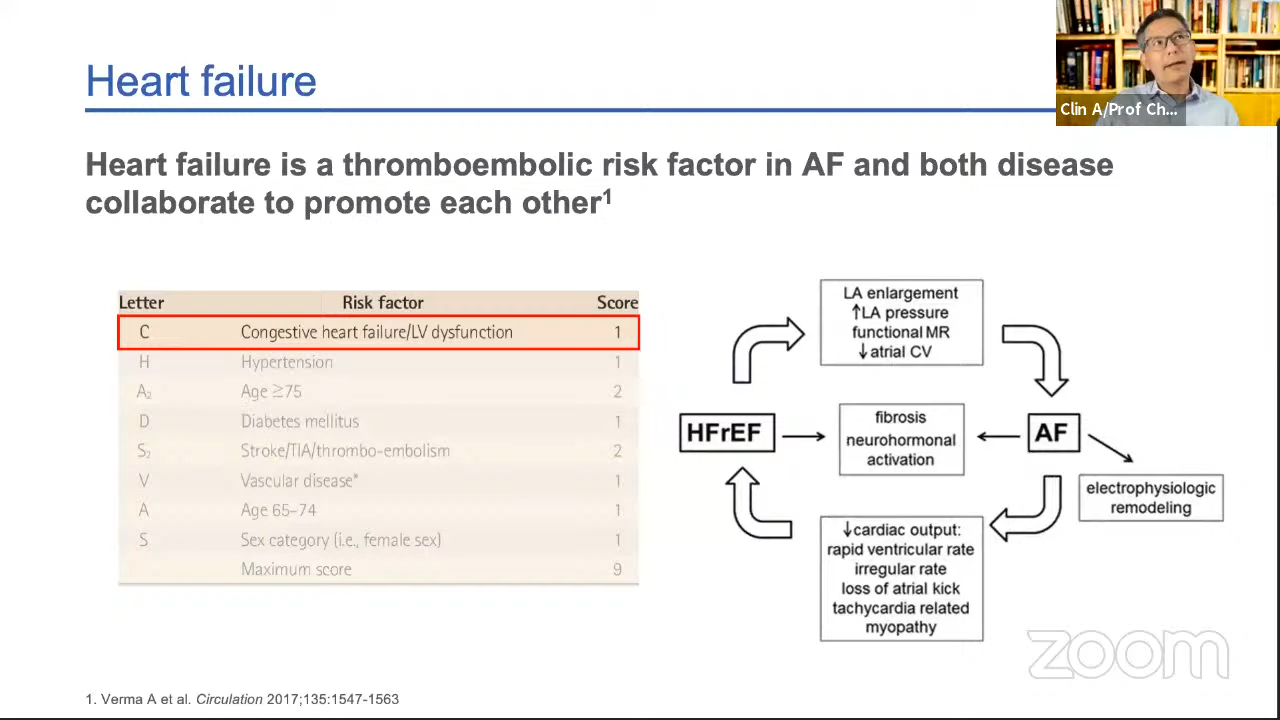 Heart failure
Clin A/Prof Ch...
Heart failure is a thromboembolic risk factor in AF and both disease
collaborate to promote each other1
Letter Risk factor Score
C Congestive heart failure/LV dysfunction 1
H Hypertension 1
A2 Age ≥75 2
D Diabetes mellitus 1
S2 Stroke/TIA/thrombo-embolism 2
V Vascular disease* 1
A Age 65–74 1
S Sex category (i.e., female sex) 1
Maximum score 9
LA enlargement
↑LA pressure
functional MR
↓atrial CV
HFrEF
fibrosis
neurohormonal
activation
AF
electrophysiologic
remodeling
↓cardiac output:
rapid ventricular rate
irregular rate
loss of atrial kick
tachycardia related
myopathy
zoom
1. Verma A et al. Circulation 2017;135:1547-1563